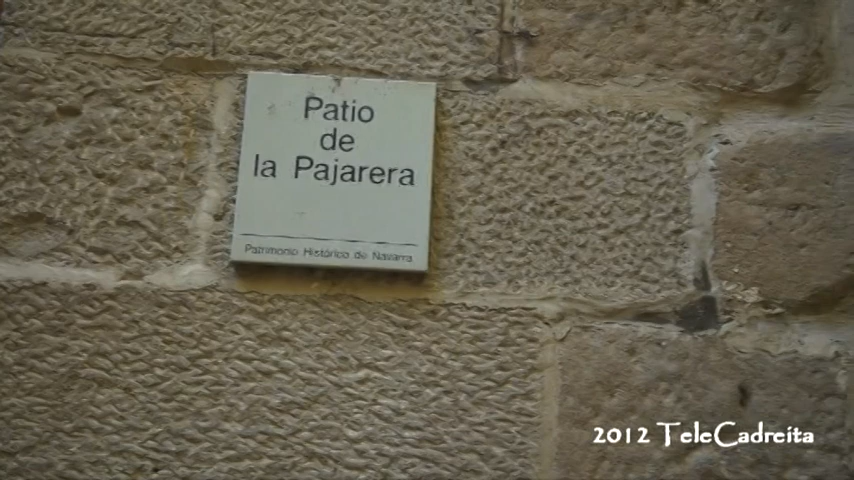 Patio
de
la Pajarera
Patrimonio Histórico de Navarra
2012 TeleCadreita